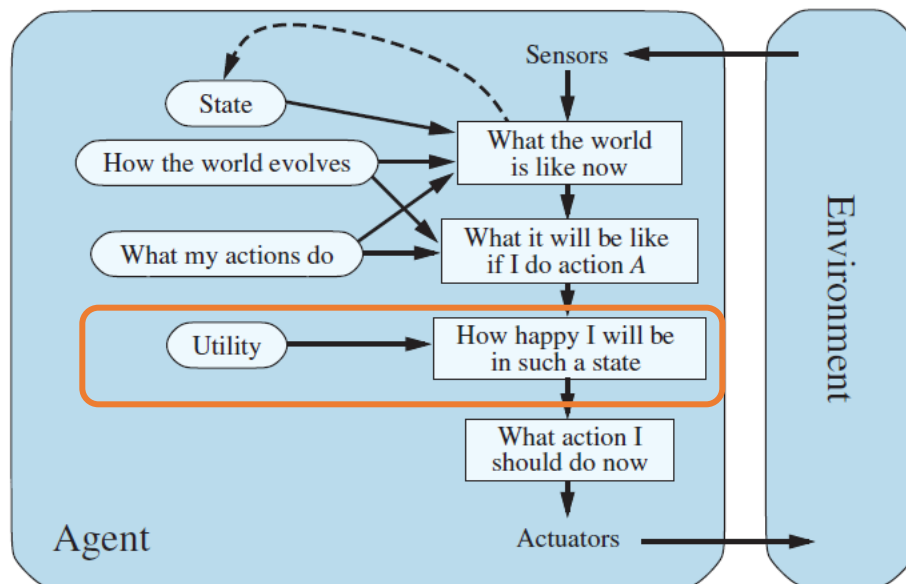 Sensors
State
What the world
is like now
How the world evolves
What my actions do
What it will be like
if I do action A
Utility
How happy I will be
in such a state
What action I
should do now
Agent
Actuators
Environment